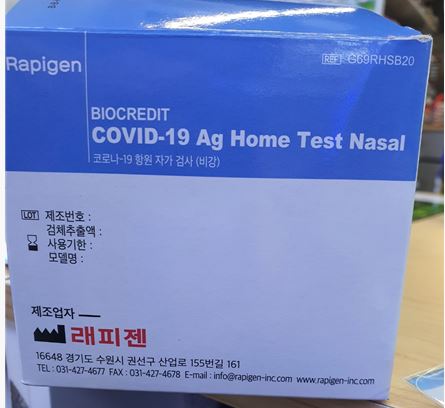 Rapigen
REF G69RHSB20
BIOCREDIT
COVID-19 Ag Home Test Nasal
코로나-19 항원 자가 검사 (비강)
LOT 제조번호 :
검체추출액 :
사용기한 :
모델명 :
제조업자
래피젠
16648 경기도 수원시 권선구 산업로 155번길 161
TEL : 031-427-4677 FAX : 031-427-4678 E-mail : info@rapigen-inc.com www.rapigen-inc.com